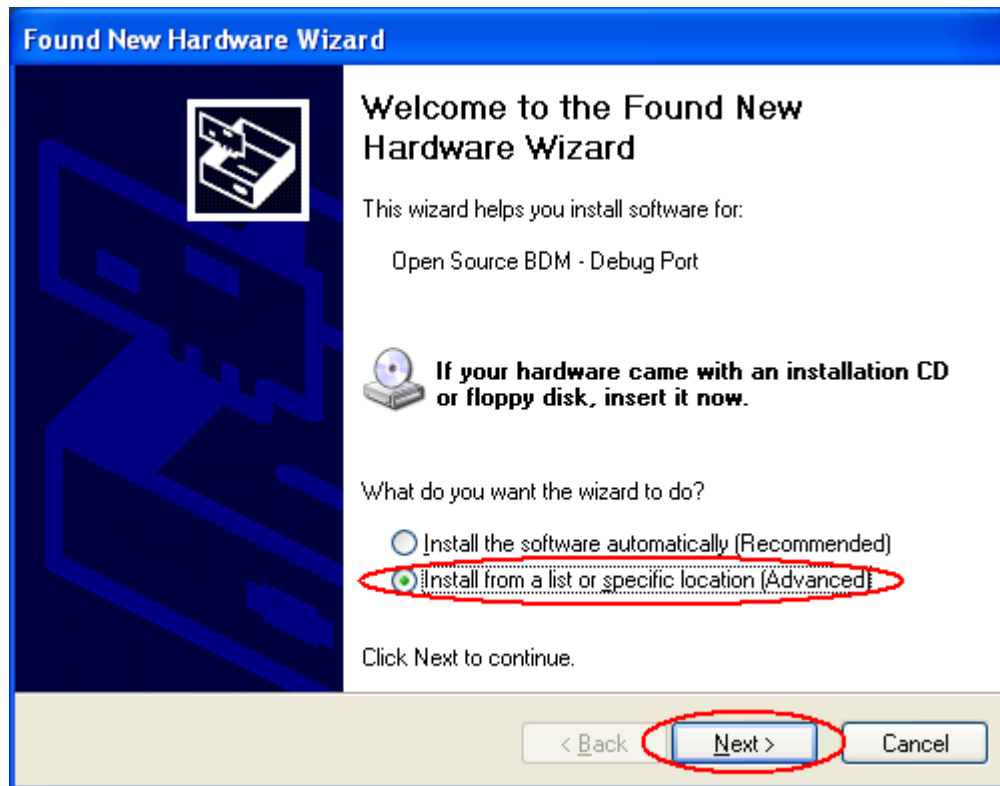 Found New Hardware Wizard
Welcome to the Found New
Hardware Wizard
This wizard helps you install software for:
Open Source BDM - Debug Port
If your hardware came with an installation CD
or floppy disk, insert it now.
What do you want the wizard to do?
Install the software automatically (Recommended)
Install from a list or specific location (Advanced)
Click Next to continue.
< Back Next > Cancel